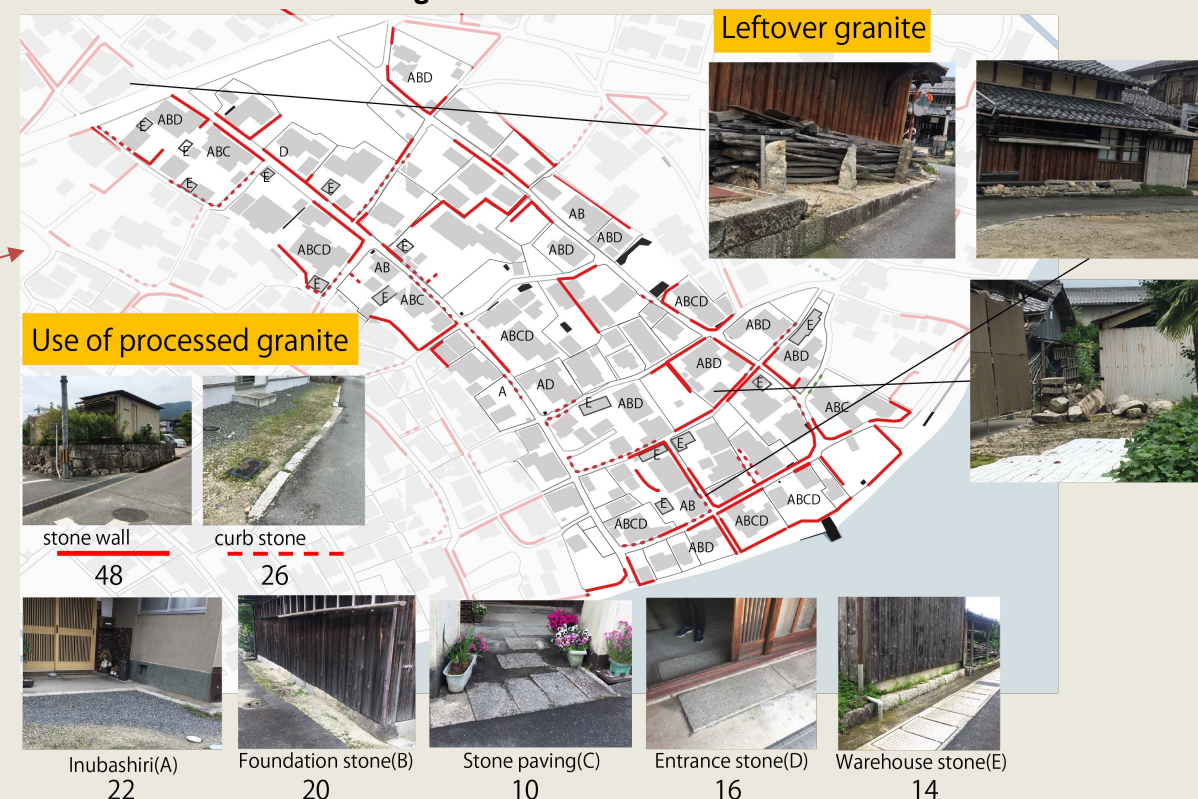 Leftover granite
ABD
ABD
E
E
ABC
D
E
E
E
AB
ABD
ABD
ABCD
E
E
AB
E
ABC
ABCD
ABCD
ABD
E
ABD
ABD
E
A
AD
E
ABD
ABC
E
E
E
AB
ABCD
ABCD
ABCD
ABD
Use of processed granite
stone wall
48
curb stone
26
Inubashiri(A)
22
Foundation stone(B)
20
Stone paving(C)
10
Entrance stone(D)
16
Warehouse stone(E)
14